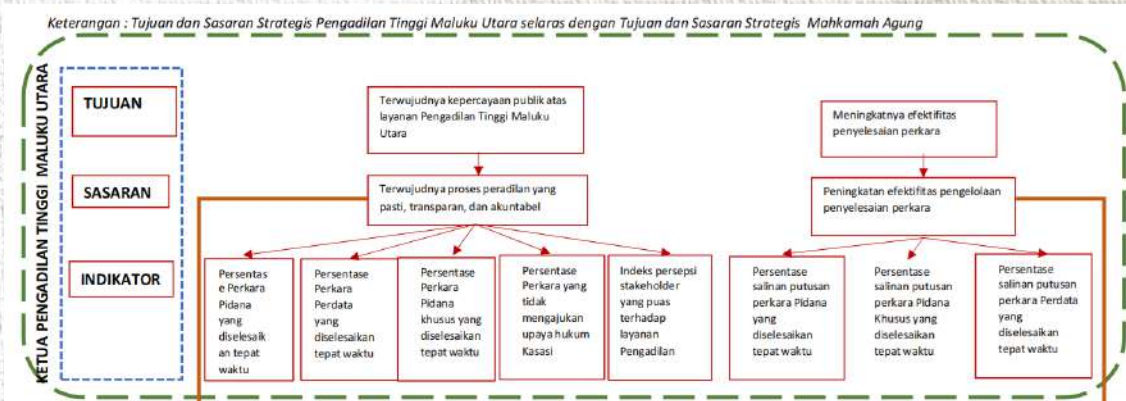 Keterangan : Tujuan dan Sasaran Strategis Pengadilan Tinggi Maluku Utara selaras dengan Tujuan dan Sasaran Strategis Mahkamah Agung
KETUA PENGADILAN TINGGI MALUKU UTARA
TUJUAN
Terwujudnya kepercayaan publik atas
layanan Pengadilan Tinggi Maluku
Utara
Meningkatnya efektifitas
penyelesaian perkara
SASARAN
Terwujudnya proses peradilan yang
pasti, transparan, dan akuntabel
Peningkatan efektifitas pengelolaan
penyelesaian perkara
INDIKATOR
Persentas
e Perkara
Pidana
yang
diselesaik
an tepat
waktu
Persentase
Perkara
Perdata
yang
diselesaikan
tepat waktu
Persentase
Perkara
Pidana
khusus yang
diselesaikan
tepat waktu
Persentase
Perkara yang
tidak
mengajukan
upaya hukum
Kasasi
Indeks persepsi
stakeholder
yang puas
terhadap
layanan
Pengadilan
Persentase
salinan putusan
perkara Pidana
yang
diselesaikan
tepat waktu
Persentase
salinan putusan
perkara Pidana
Khusus yang
diselesaikan
tepat waktu
Persentase
salinan putusan
perkara Perdata
yang
diselesaikan
tepat waktu